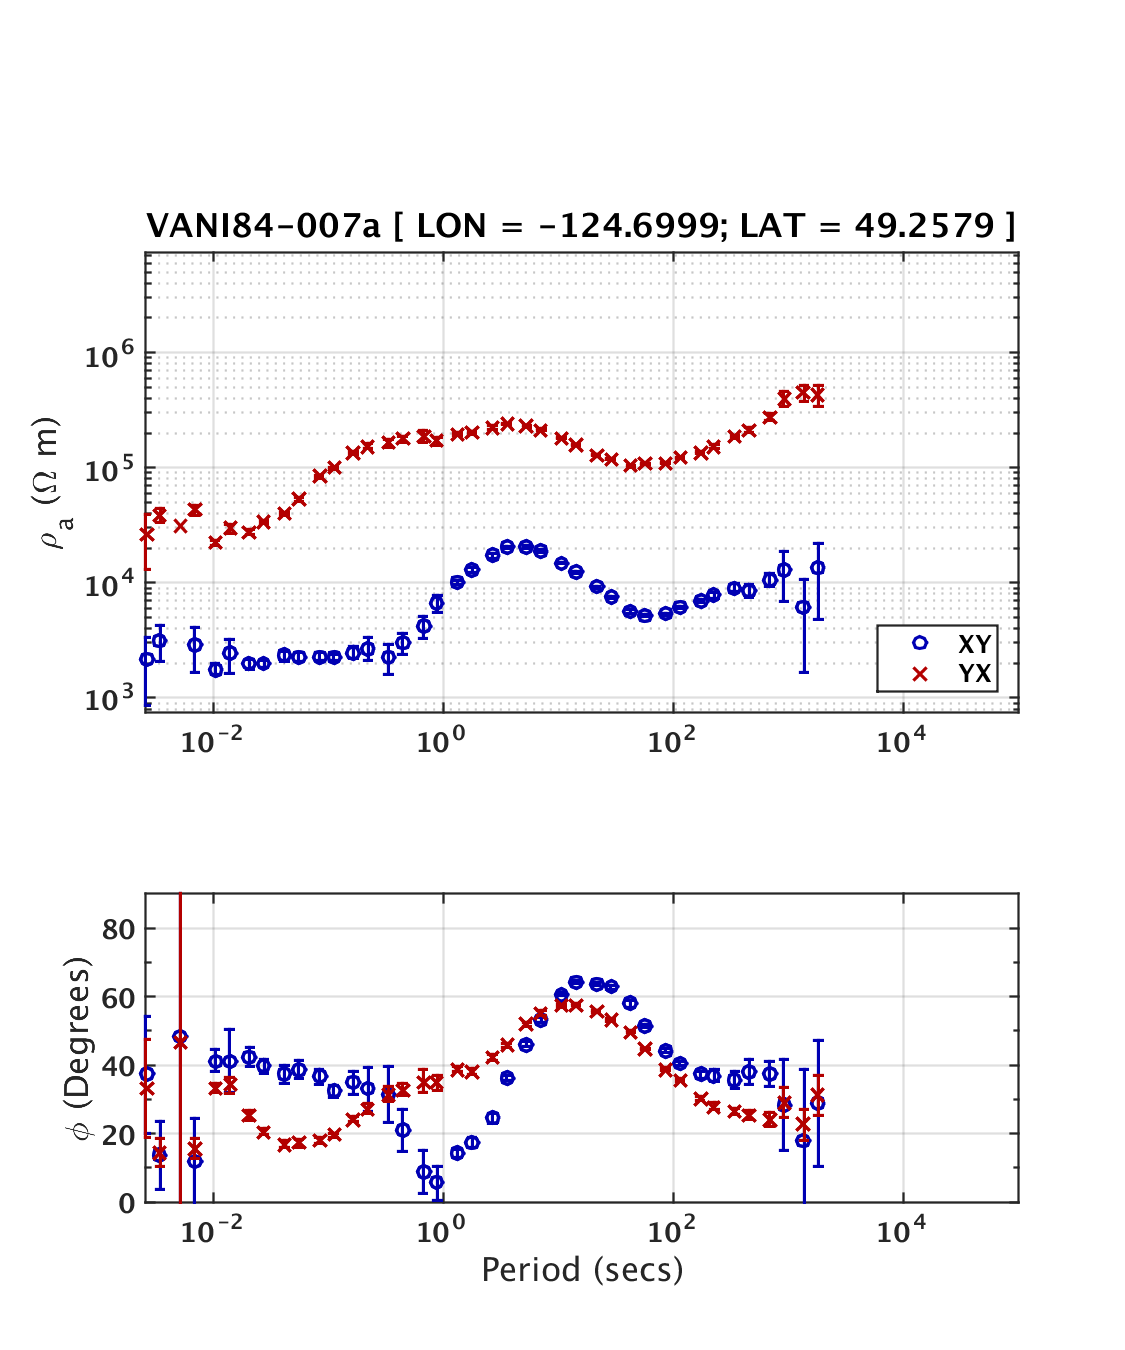 VANI84-007a [ LON = -124.6999; LAT = 49.2579 ]
10^6
10^5
10^4
10^3
ρ_a (Ω m)
XY
YX
10^-2 10^0 10^2 10^4
80
60
40
20
0
ϕ (Degrees)
10^-2 10^0 10^2 10^4
Period (secs)